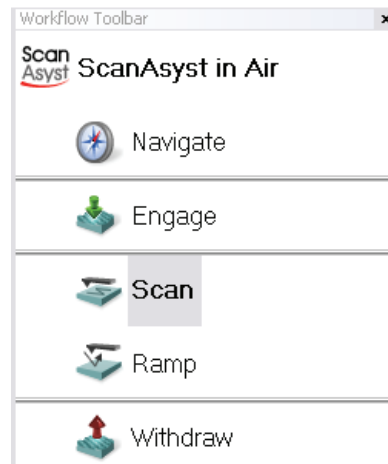 Workflow Toolbar
Scan
Asyst ScanAsyst in Air
Navigate
Engage
Scan
Ramp
Withdraw